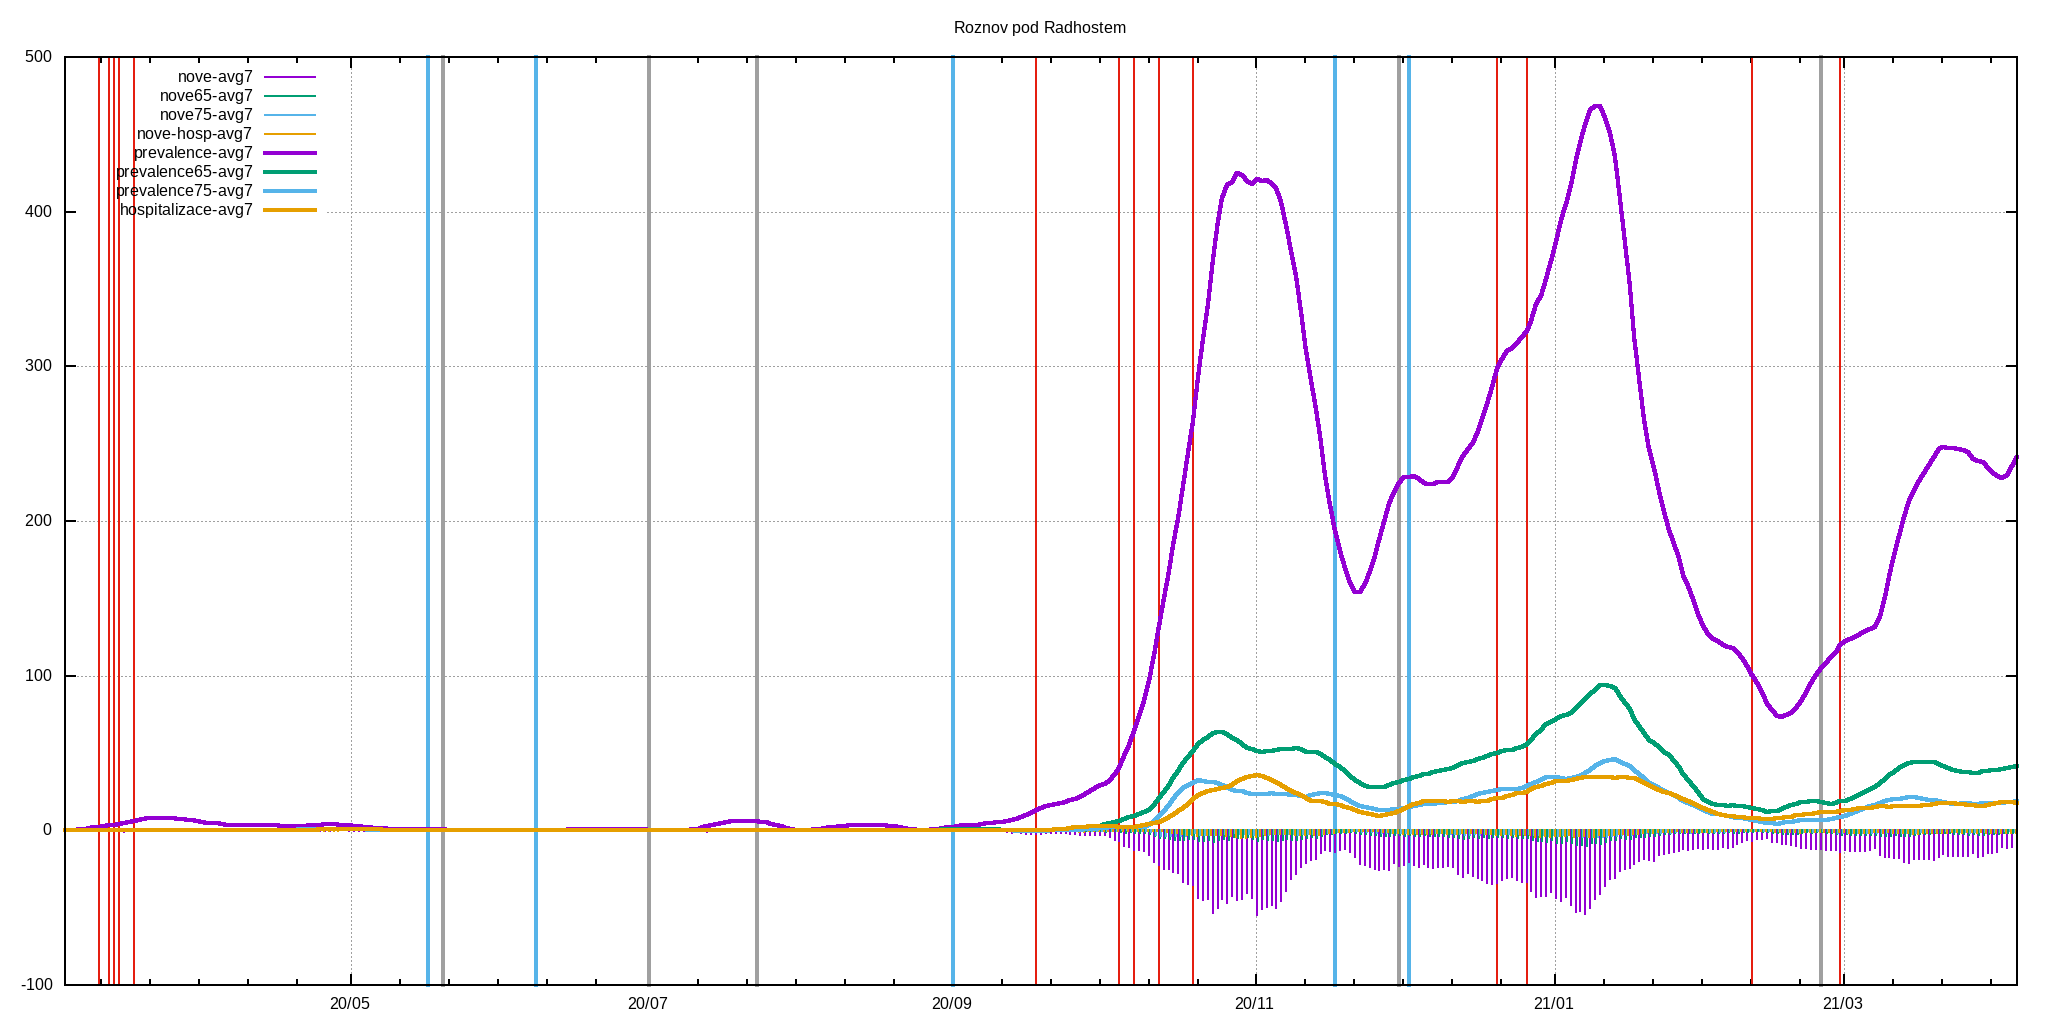 Roznov pod Radhostem
500
400
300
200
100
0
-100
nove-avg7
nove65-avg7
nove75-avg7
nove-hosp-avg7
prevalence-avg7
prevalence65-avg7
prevalence75-avg7
hospitalizace-avg7
20/05
20/07
20/09
20/11
21/01
21/03